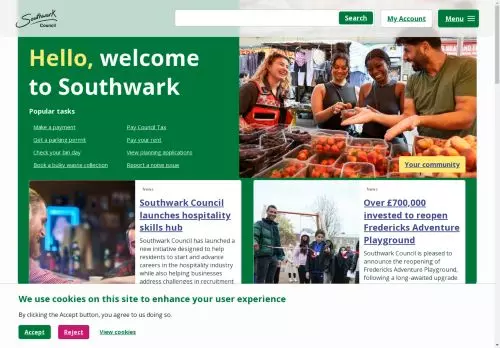 Southwark
Council
Search
My Account
Menu
Hello, welcome
to Southwark
Popular tasks
Make a payment
Pay Council Tax
Get a parking permit
Pay your rent
Check your bin day
View planning applications
Book a bulky waste collection
Report a noise issue
Your community
News
Southwark Council
launches hospitality
skills hub
Southwark Council has launched a
new initiative designed to help
residents to start and advance
careers in the hospitality industry
while also helping businesses
address challenges in recruitment
News
Over £700,000
invested to reopen
Fredericks Adventure
Playground
Southwark Council is pleased to
announce the reopening of
Fredericks Adventure Playground,
following a long-awaited upgrade
We use cookies on this site to enhance your user experience
By clicking the Accept button, you agree to us doing so.
Accept
Reject
View cookies